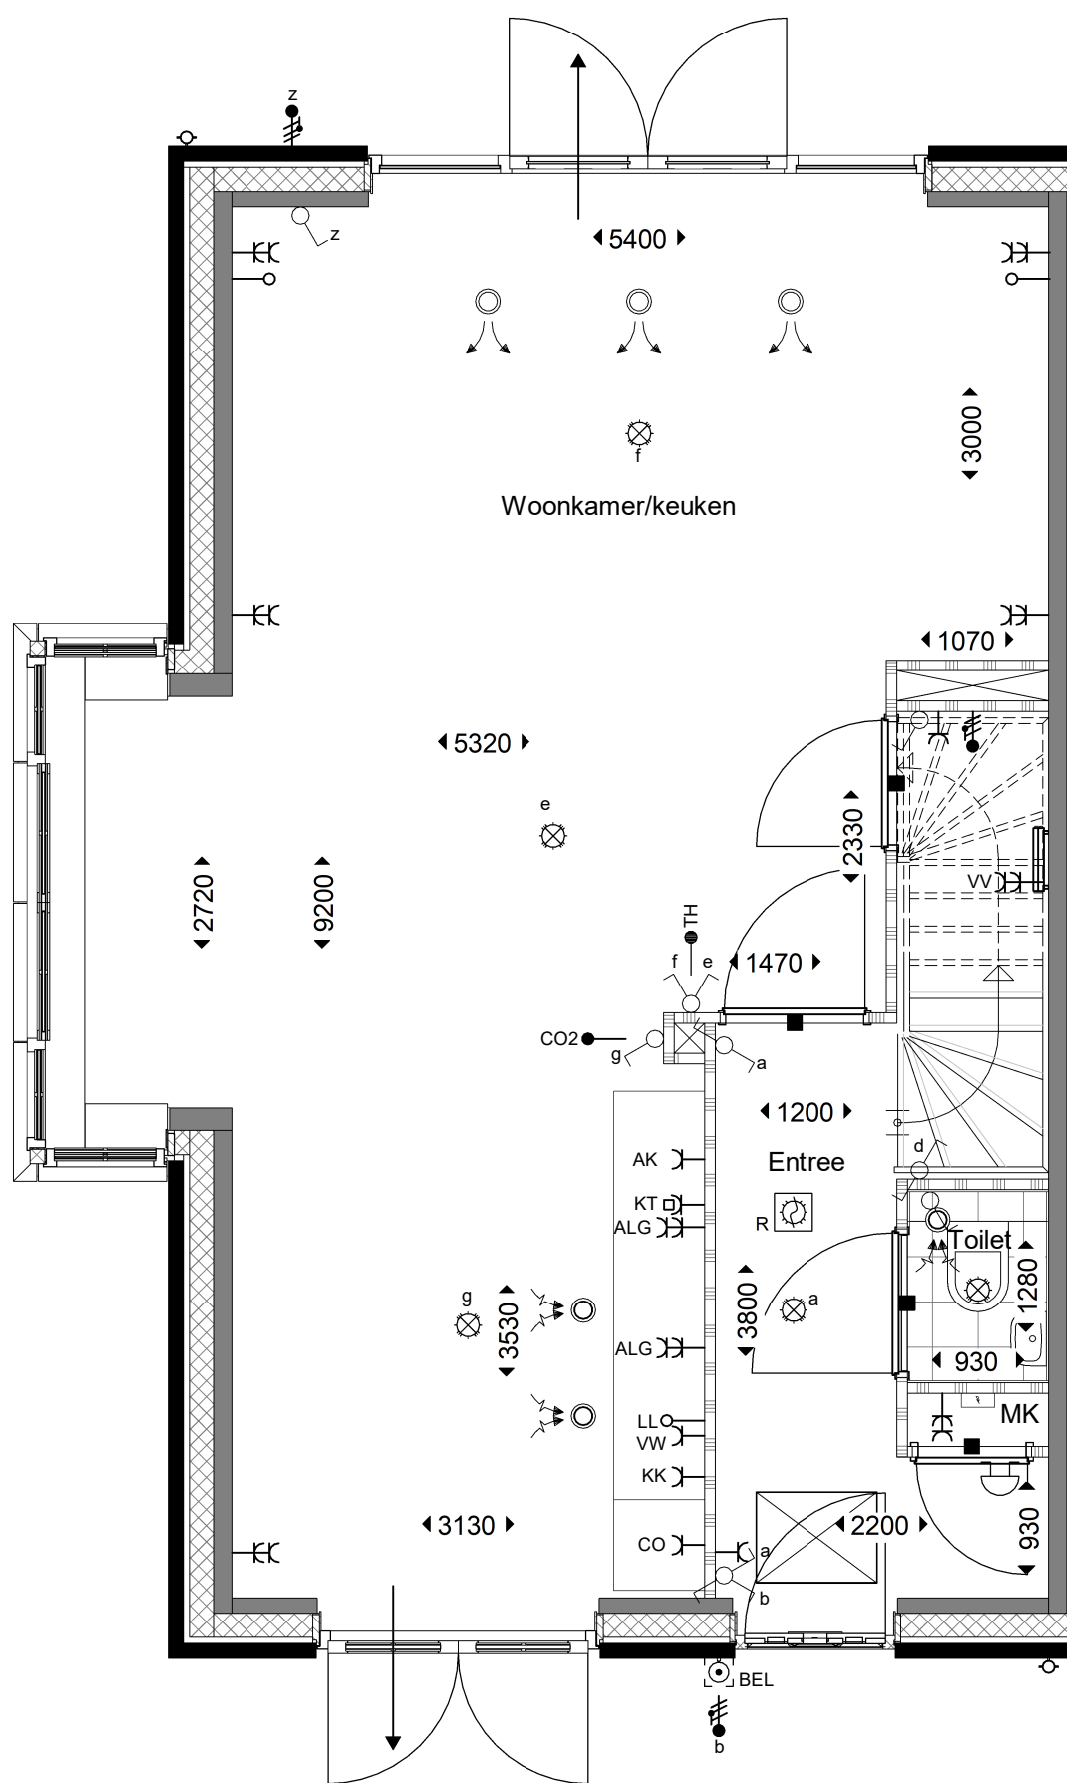 z
z
5400
3000
f
Woonkamer/keuken
1070
5320
e
2330
2720
9200
VV
TH
f
e
1470
CO2
g
a
1200
d
AK
Entree
KT
R
ALG
Toilet
1280
g
3530
3800
a
ALG
930
LL
MK
VW
KK
3130
2200
930
CO
a
b
BEL
b